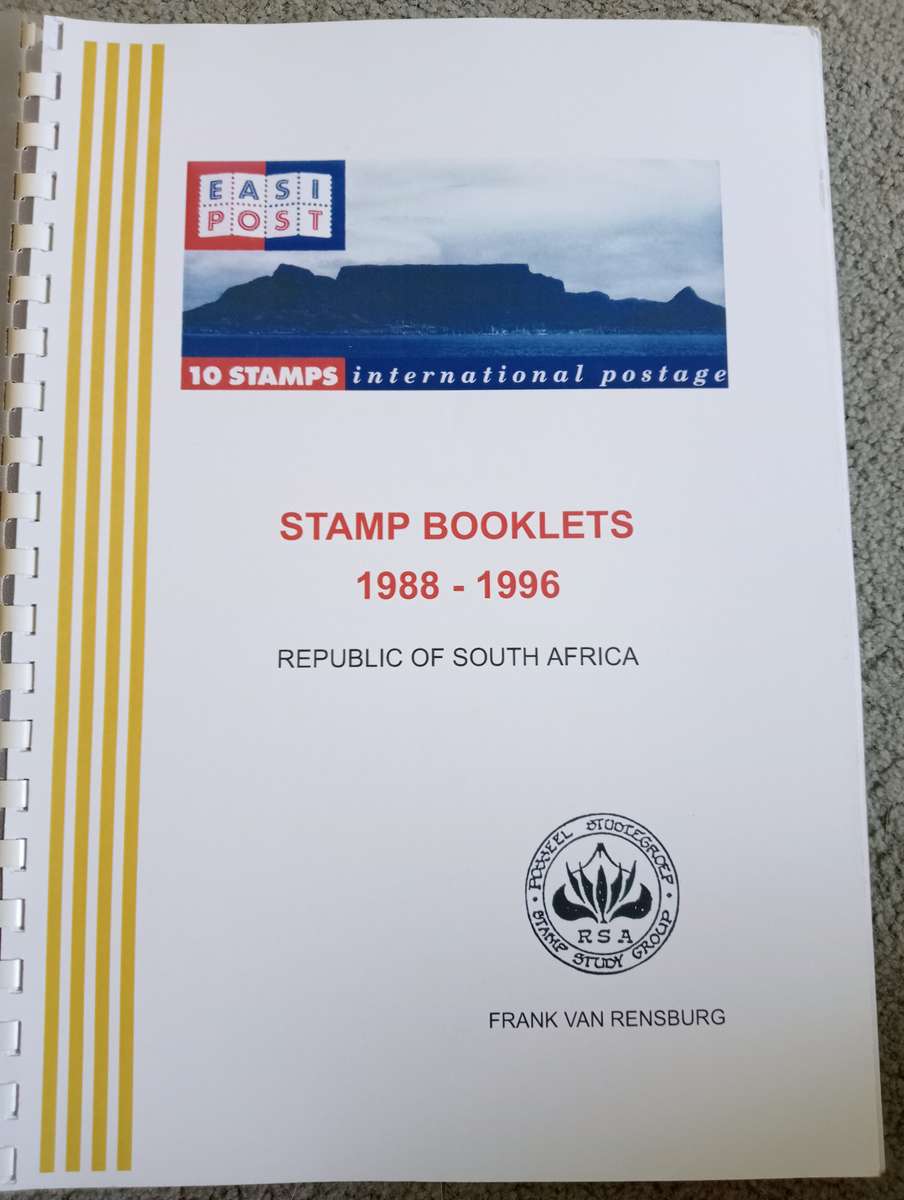 EASI
POST
10 STAMPS international postage
STAMP BOOKLETS
1988 - 1996
REPUBLIC OF SOUTH AFRICA
POSSEEL STUDIEGROEP
RSA
STAMP STUDY GROUP
FRANK VAN RENSBURG